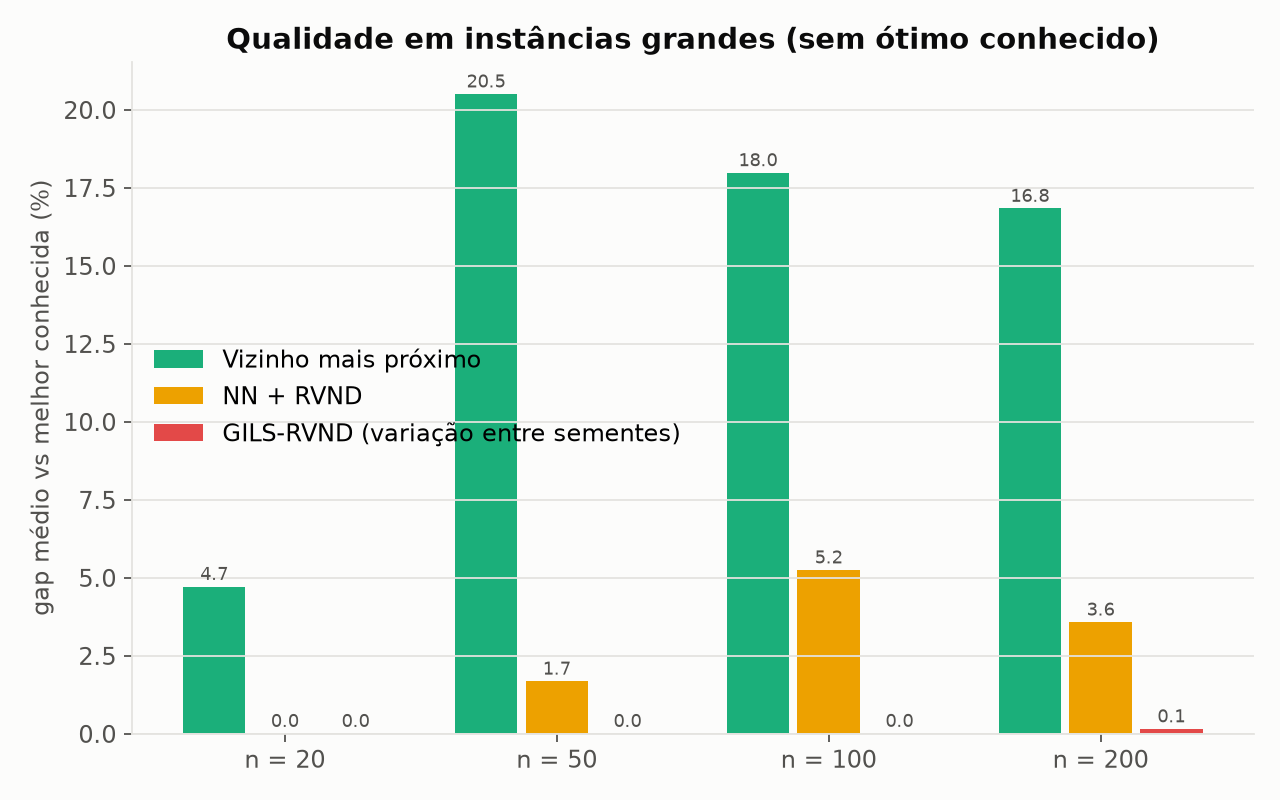 Qualidade em instâncias grandes (sem ótimo conhecido)
gap médio vs melhor conhecida (%)
20.0
17.5
15.0
12.5
10.0
7.5
5.0
2.5
0.0
Vizinho mais próximo
NN + RVND
GILS-RVND (variação entre sementes)
4.7
0.0
0.0
20.5
1.7
0.0
18.0
5.2
0.0
16.8
3.6
0.1
n = 20
n = 50
n = 100
n = 200